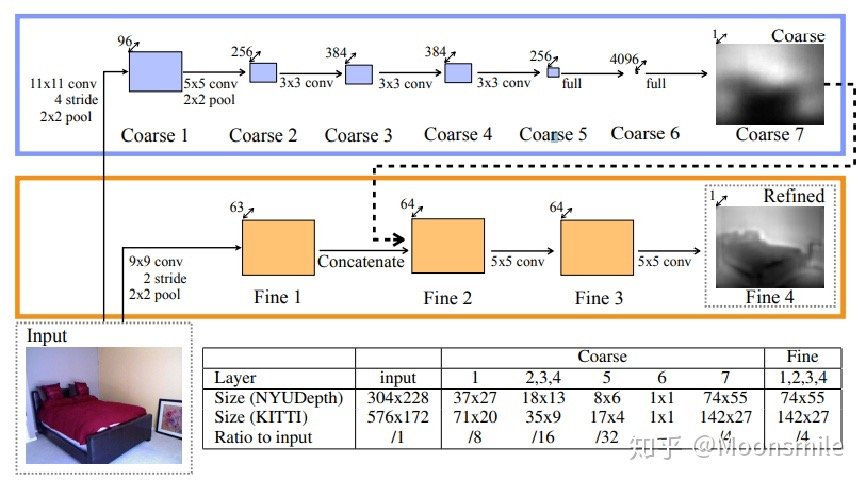 96
256
384
384
256
4096
1
Coarse
11x11 conv
4 stride
2x2 pool
5x5 conv
2x2 pool
3x3 conv
3x3 conv
3x3 conv
full
full
Coarse 1
Coarse 2
Coarse 3
Coarse 4
Coarse 5
Coarse 6
Coarse 7
63
64
64
1
Refined
9x9 conv
2 stride
2x2 pool
Concatenate
5x5 conv
5x5 conv
Fine 1
Fine 2
Fine 3
Fine 4
Input
Coarse Fine
Layer input 1 2,3,4 5 6 7 1,2,3,4
Size (NYUDepth) 304x228 37x27 18x13 8x6 1x1 74x55 74x55
Size (KITTI) 576x172 71x20 35x9 17x4 1x1 142x27 142x27
Ratio to input /1 /8 /16 /32 – /4 /4
知乎 @Moonsmile